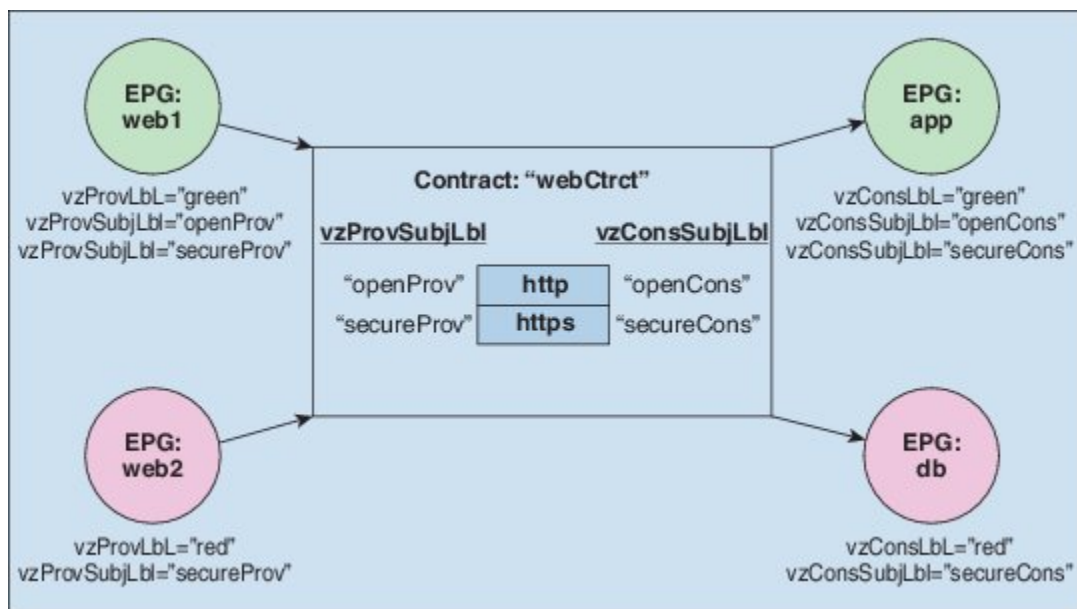 EPG:
web1
vzProvLbL="green"
vzProvSubjLbl="openProv"
vzProvSubjLbl="secureProv"
EPG:
app
vzConsLbL="green"
vzConsSubjLbl="openCons"
vzConsSubjLbl="secureCons"
Contract: “webCtrct”
vzProvSubjLbl vzConsSubjLbl
“openProv” http “openCons”
“secureProv” https “secureCons”
EPG:
web2
vzProvLbL="red"
vzProvSubjLbl="secureProv"
EPG:
db
vzConsLbL="red"
vzConsSubjLbl="secureCons"